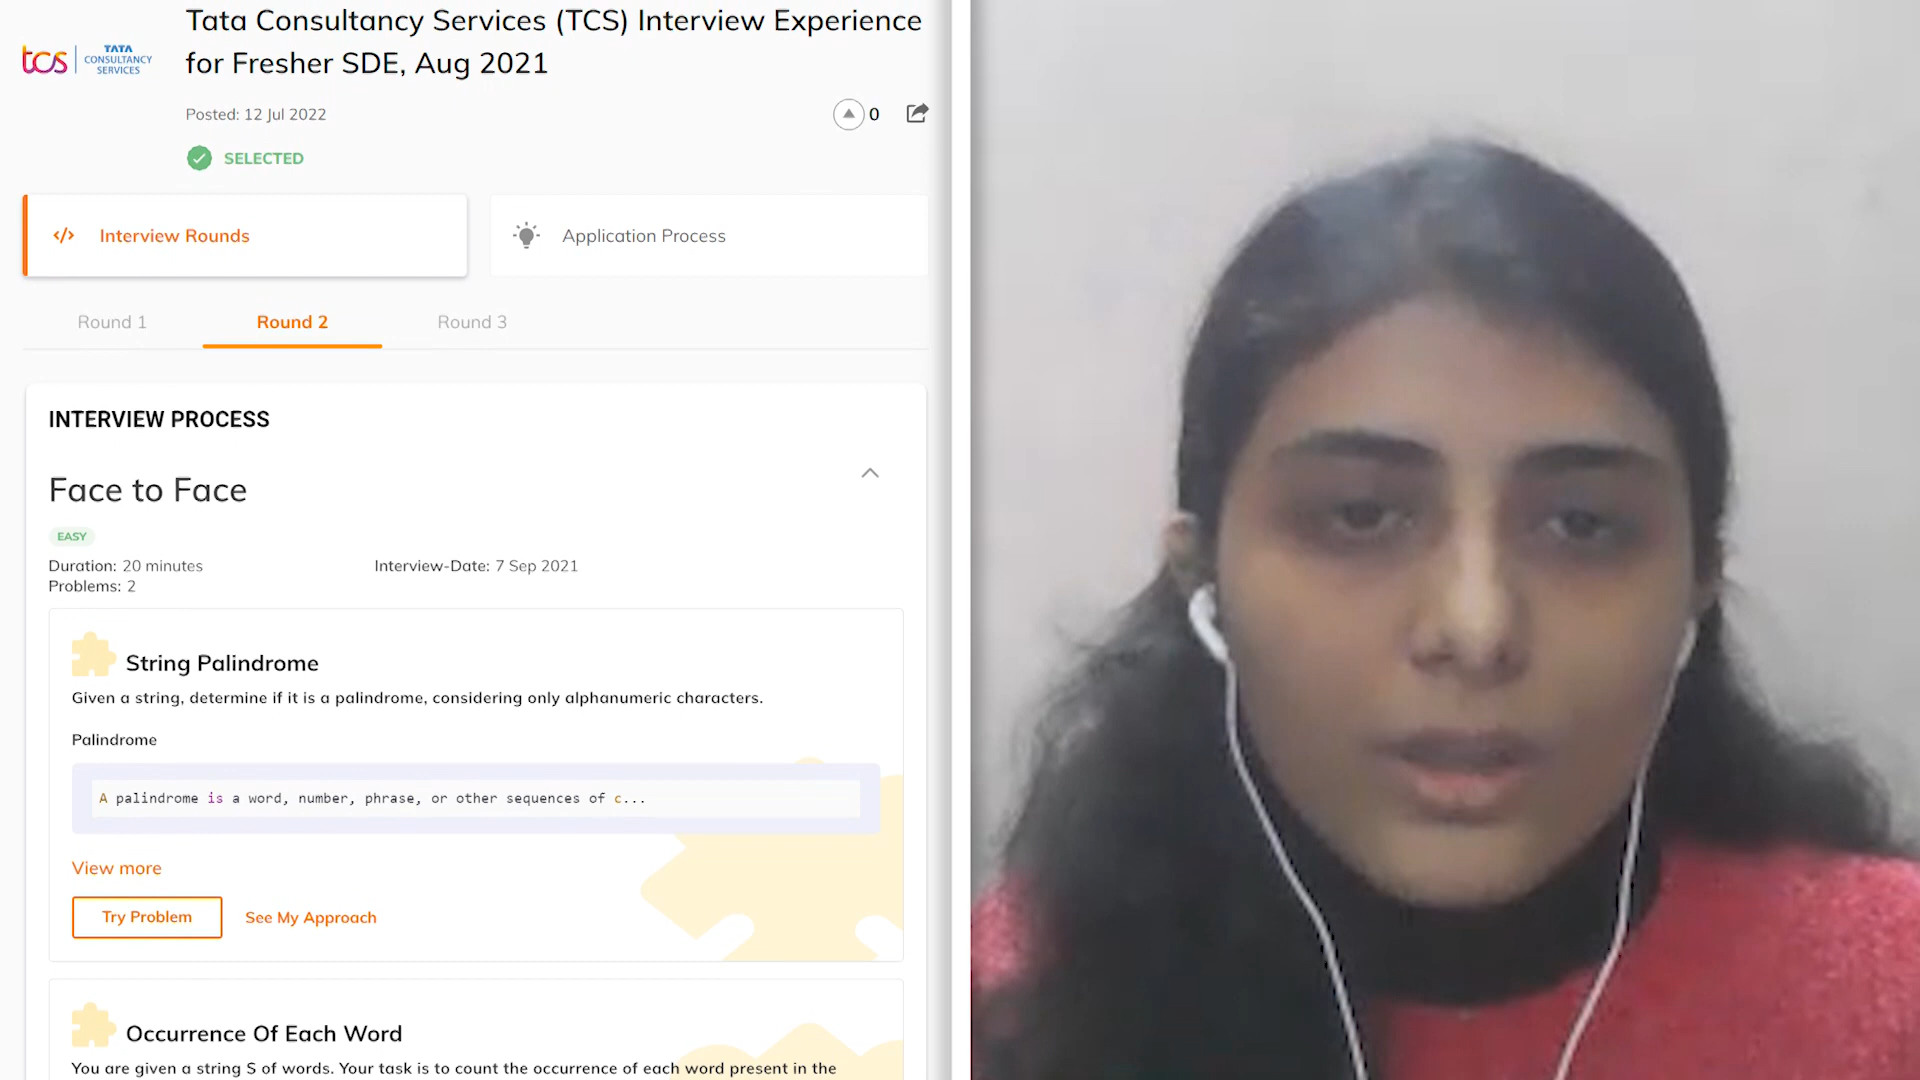 Tata Consultancy Services (TCS) Interview Experience
for Fresher SDE, Aug 2021
tcs TATA
CONSULTANCY
SERVICES
Posted: 12 Jul 2022
0
SELECTED
</> Interview Rounds
Application Process
Round 1 Round 2 Round 3
INTERVIEW PROCESS
Face to Face
EASY
Duration: 20 minutes Interview-Date: 7 Sep 2021
Problems: 2
String Palindrome
Given a string, determine if it is a palindrome, considering only alphanumeric characters.
Palindrome
A palindrome is a word, number, phrase, or other sequences of c...
View more
Try Problem See My Approach
Occurrence Of Each Word
You are given a string S of words. Your task is to count the occurrence of each word present in the